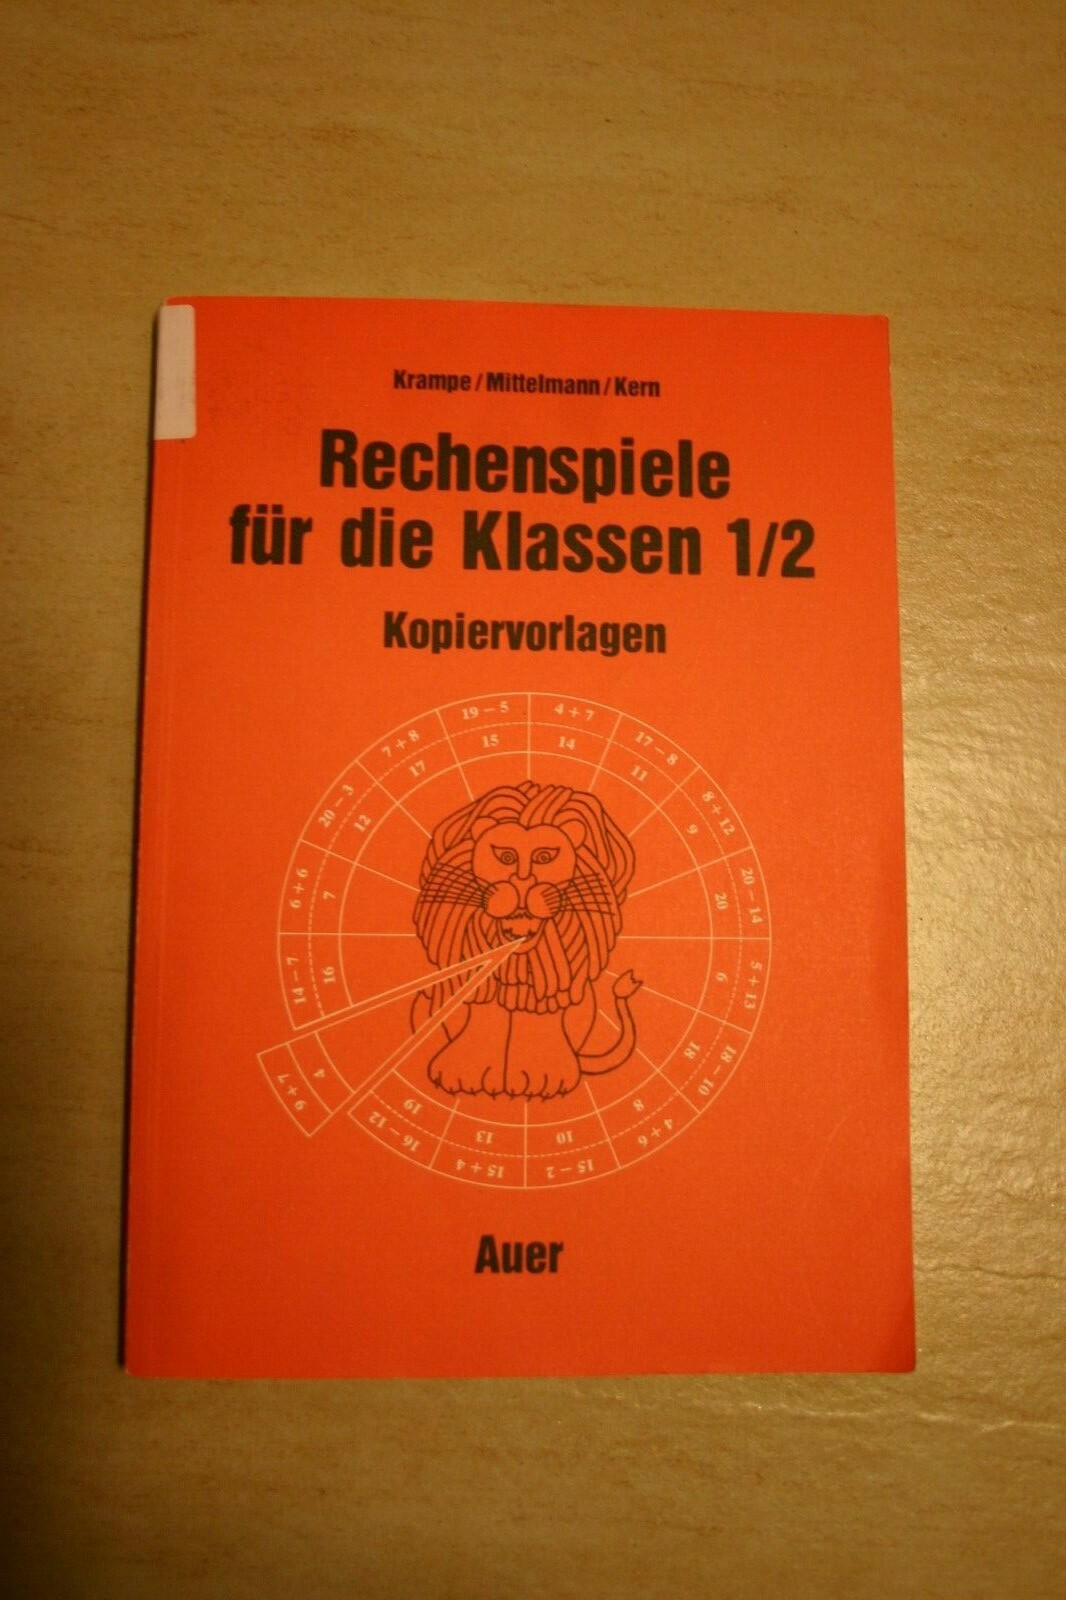 Krampe/Mittelmann/Kern
Rechenspiele
für die Klassen 1/2
Kopiervorlagen
19 – 5
15
4 + 7
14
17 – 8
11
8 + 12
9
20 – 14
20
5 + 13
6
18 – 10
18
4 + 6
8
15 – 2
10
15 + 4
13
16 – 12
19
9 + 7
4
14 – 7
16
6 + 6
7
20 – 3
12
7 + 8
17
Auer